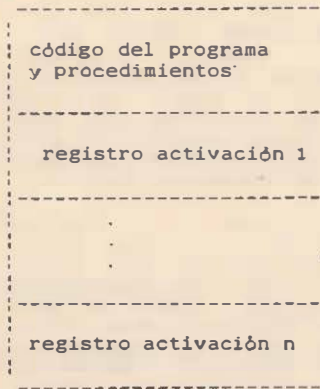 código del programa
y procedimientos
registro activación 1
.
.
.
registro activación n